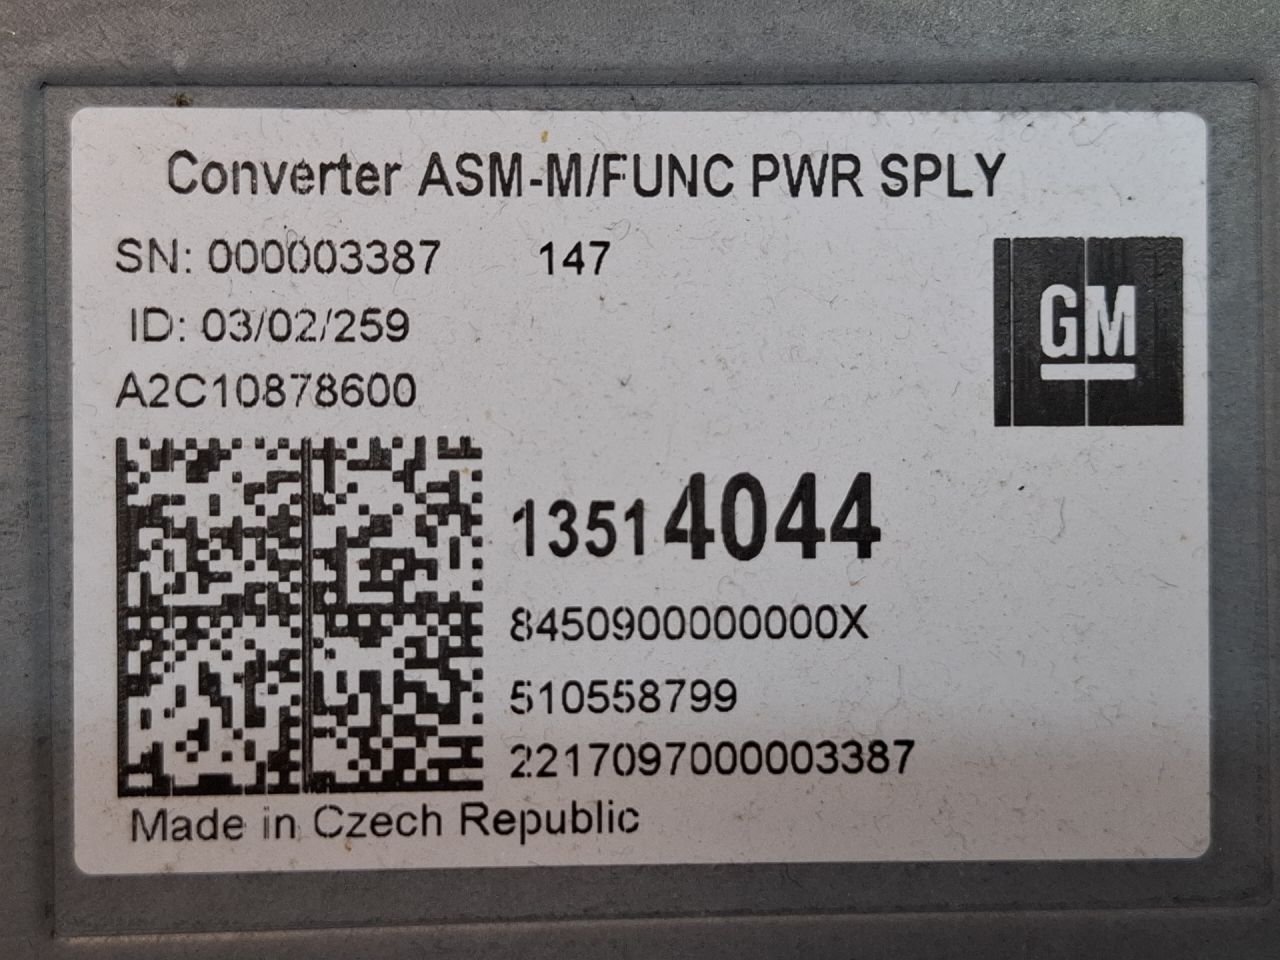 Converter ASM-M/FUNC PWR SPLY
SN: 000003387 147
ID: 03/02/259
A2C10878600
GM
13514044
8450900000000X
510558799
2217097000003387
Made in Czech Republic